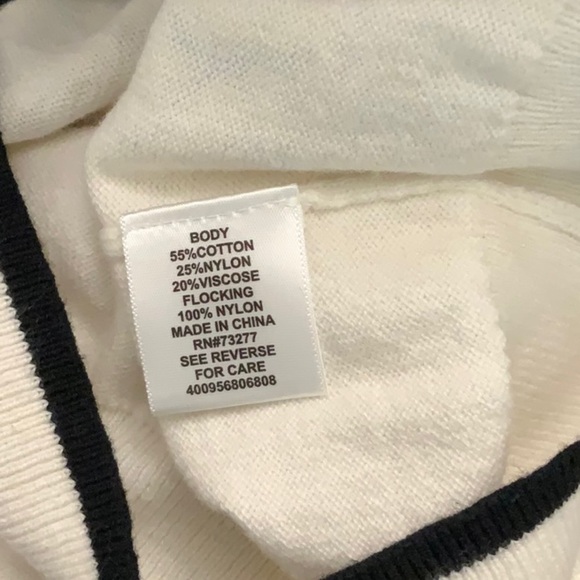 BODY
55%COTTON
25%NYLON
20%VISCOSE
FLOCKING
100% NYLON
MADE IN CHINA
RN#73277
SEE REVERSE
FOR CARE
400956806808